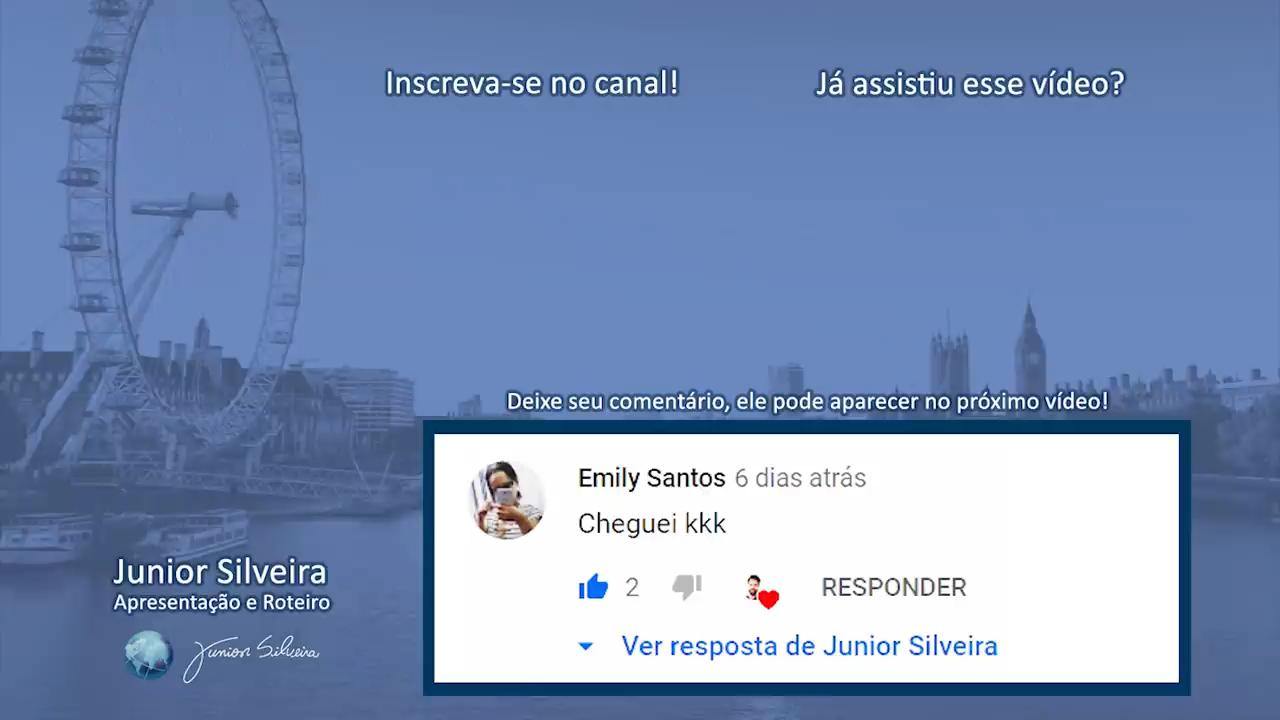 Inscreva-se no canal!
Já assistiu esse vídeo?
Deixe seu comentário, ele pode aparecer no próximo vídeo!
Emily Santos 6 dias atrás
Cheguei kkk
2 RESPONDER
Ver resposta de Junior Silveira
Junior Silveira
Apresentação e Roteiro
Junior Silveira